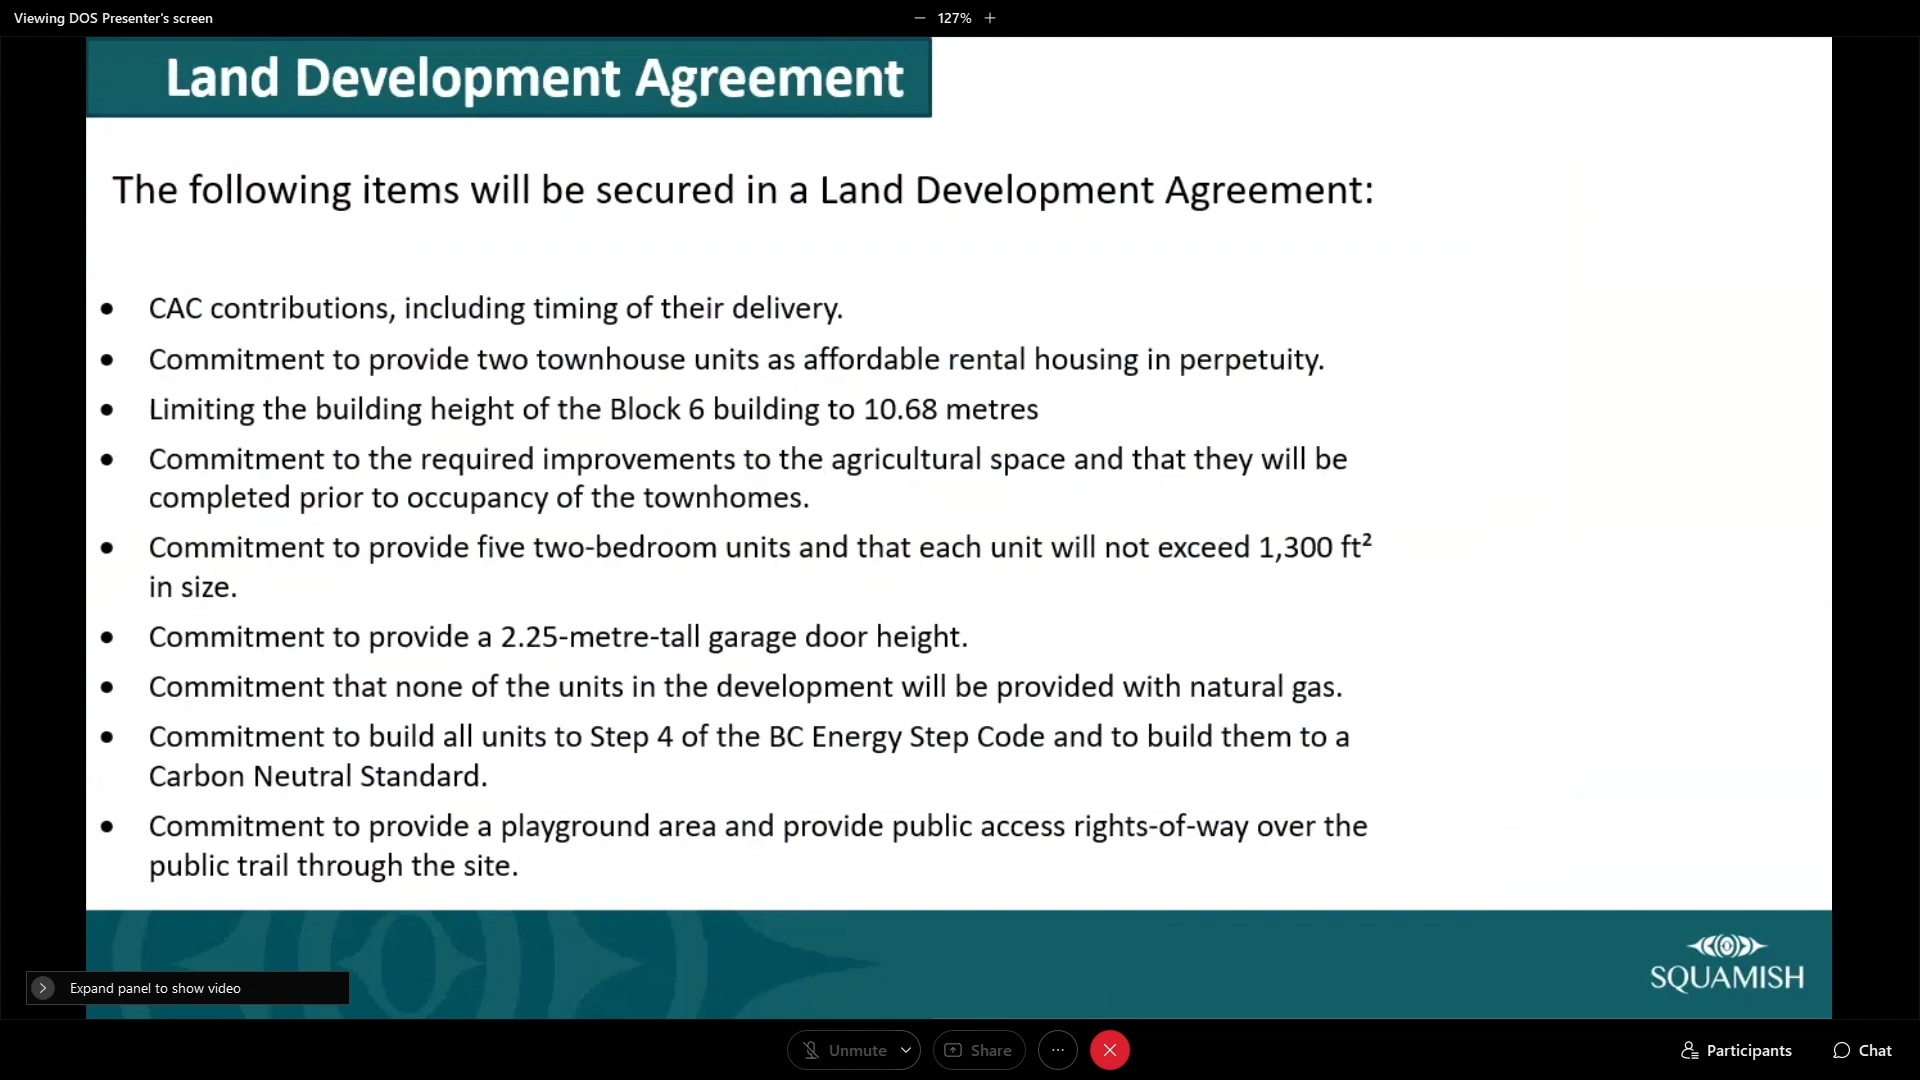 Viewing DOS Presenter's screen
127%
Land Development Agreement
The following items will be secured in a Land Development Agreement:
• CAC contributions, including timing of their delivery.
• Commitment to provide two townhouse units as affordable rental housing in perpetuity.
• Limiting the building height of the Block 6 building to 10.68 metres
• Commitment to the required improvements to the agricultural space and that they will be
completed prior to occupancy of the townhomes.
• Commitment to provide five two-bedroom units and that each unit will not exceed 1,300 ft²
in size.
• Commitment to provide a 2.25-metre-tall garage door height.
• Commitment that none of the units in the development will be provided with natural gas.
• Commitment to build all units to Step 4 of the BC Energy Step Code and to build them to a
Carbon Neutral Standard.
• Commitment to provide a playground area and provide public access rights-of-way over the
public trail through the site.
SQUAMISH
Expand panel to show video
Unmute
Share
Participants
Chat